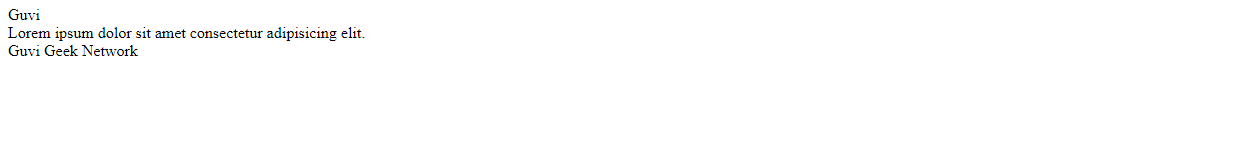 Guvi
Lorem ipsum dolor sit amet consectetur adipisicing elit.
Guvi Geek Network